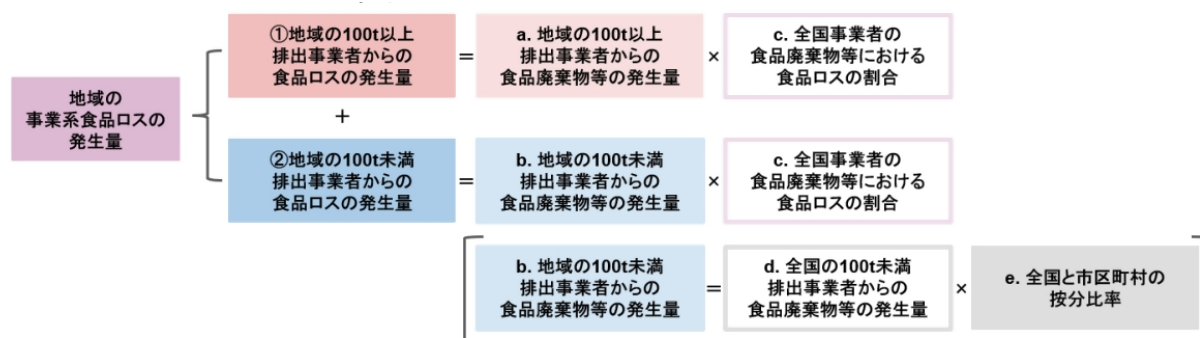 地域の
事業系食品ロスの
発生量
①地域の100t以上
排出事業者からの
食品ロスの発生量
=
a. 地域の100t以上
排出事業者からの
食品廃棄物等の発生量
×
c. 全国事業者の
食品廃棄物等における
食品ロスの割合
+
②地域の100t未満
排出事業者からの
食品ロスの発生量
=
b. 地域の100t未満
排出事業者からの
食品廃棄物等の発生量
×
c. 全国事業者の
食品廃棄物等における
食品ロスの割合
b. 地域の100t未満
排出事業者からの
食品廃棄物等の発生量
=
d. 全国の100t未満
排出事業者からの
食品廃棄物等の発生量
×
e. 全国と市区町村の
按分比率